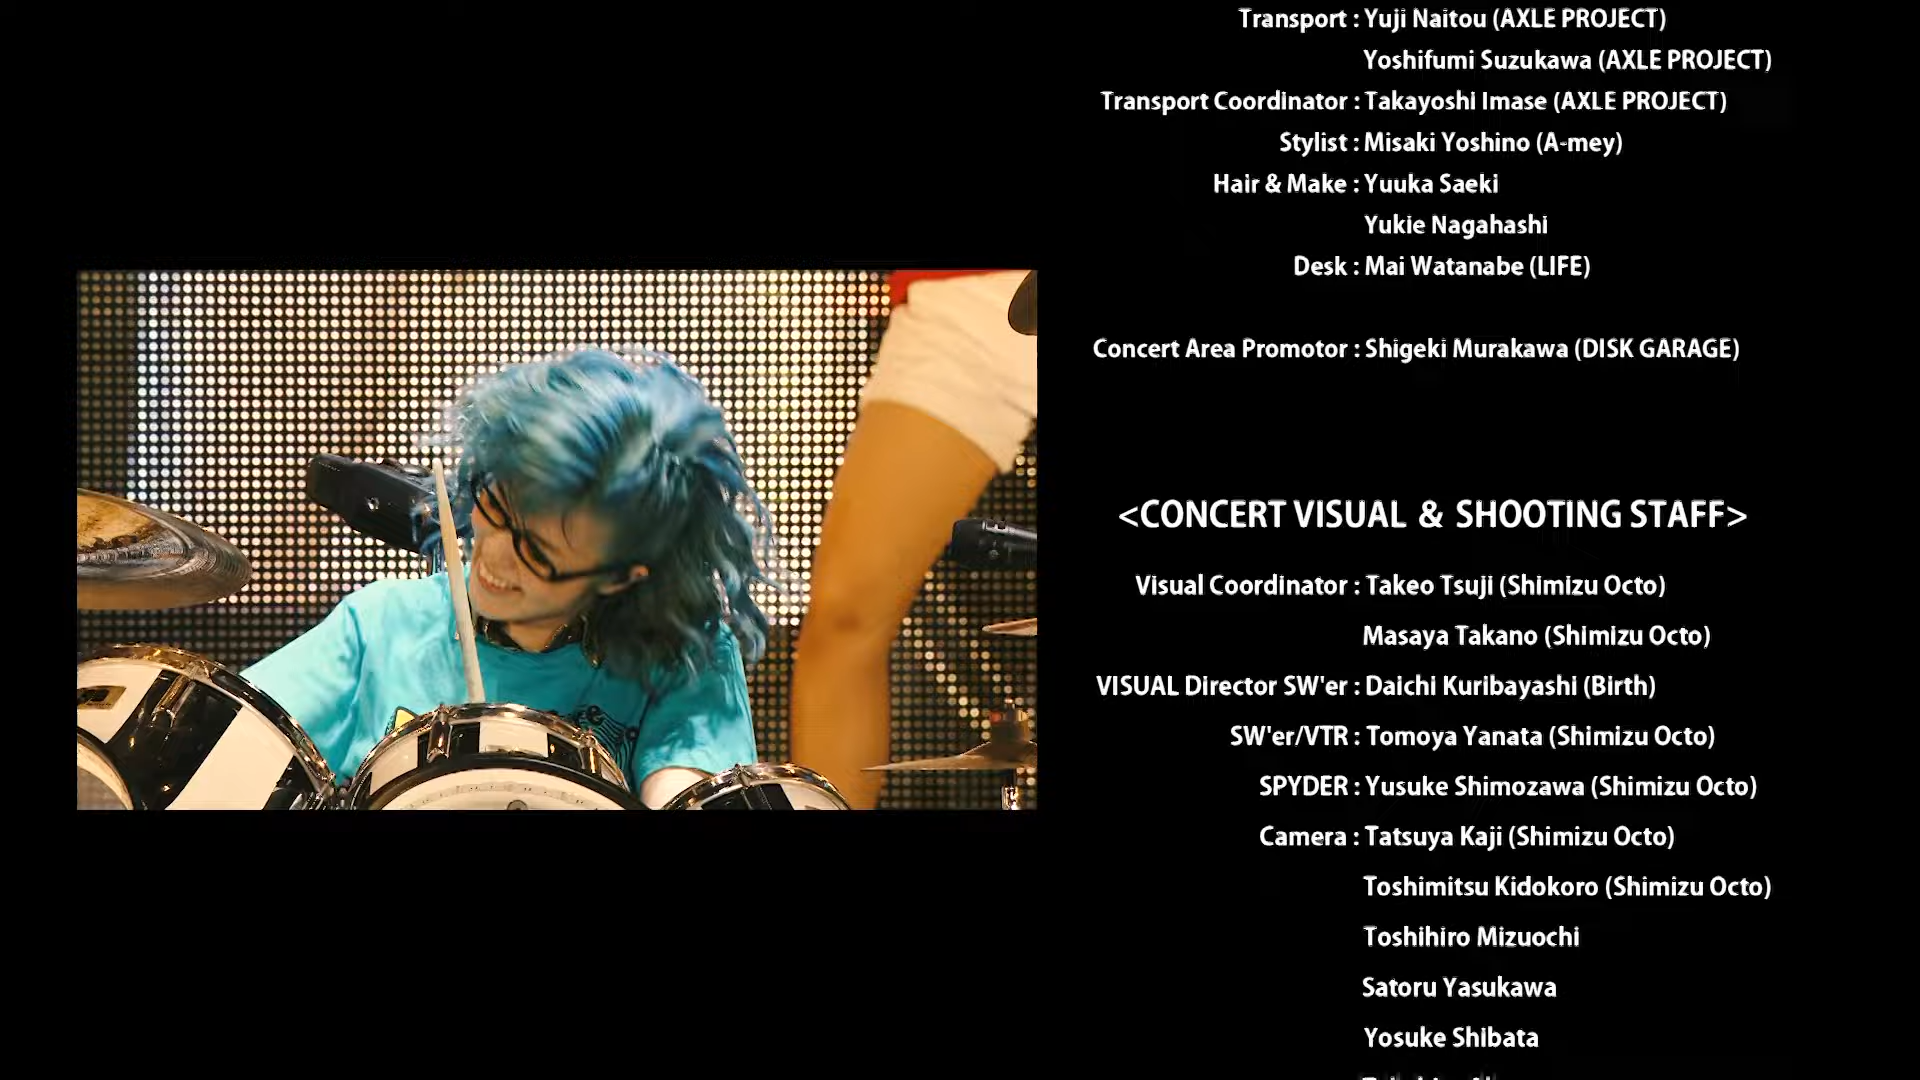 Transport : Yuji Naitou (AXLE PROJECT)
Yoshifumi Suzukawa (AXLE PROJECT)
Transport Coordinator : Takayoshi Imase (AXLE PROJECT)
Stylist : Misaki Yoshino (A-mey)
Hair & Make : Yuuka Saeki
Yukie Nagahashi
Desk : Mai Watanabe (LIFE)
Concert Area Promotor : Shigeki Murakawa (DISK GARAGE)
<CONCERT VISUAL & SHOOTING STAFF>
Visual Coordinator : Takeo Tsuji (Shimizu Octo)
Masaya Takano (Shimizu Octo)
VISUAL Director SW'er : Daichi Kuribayashi (Birth)
SW'er/VTR : Tomoya Yanata (Shimizu Octo)
SPYDER : Yusuke Shimozawa (Shimizu Octo)
Camera : Tatsuya Kaji (Shimizu Octo)
Toshimitsu Kidokoro (Shimizu Octo)
Toshihiro Mizuochi
Satoru Yasukawa
Yosuke Shibata